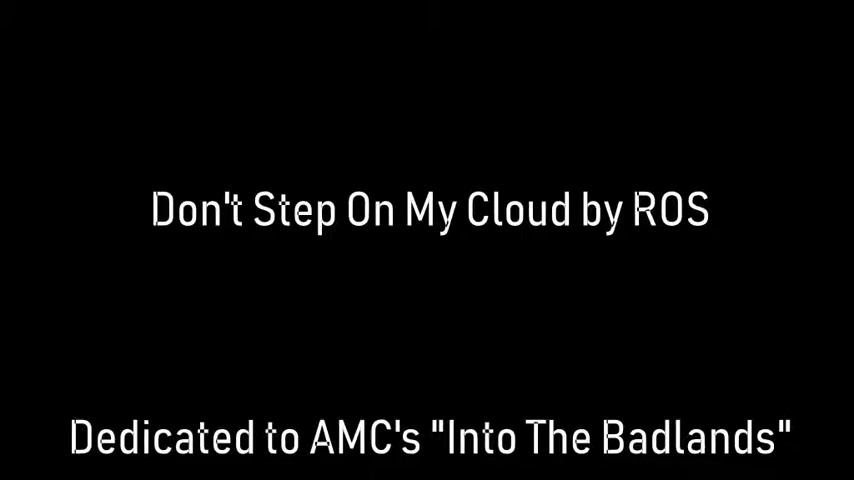 Don't Step On My Cloud by ROS
Dedicated to AMC's "Into The Badlands"